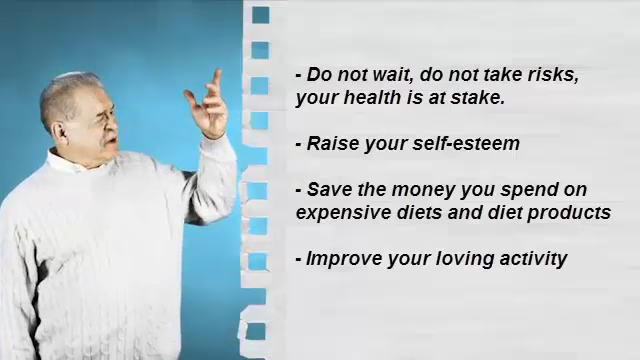 - Do not wait, do not take risks,
your health is at stake.
- Raise your self-esteem
- Save the money you spend on
expensive diets and diet products
- Improve your loving activity